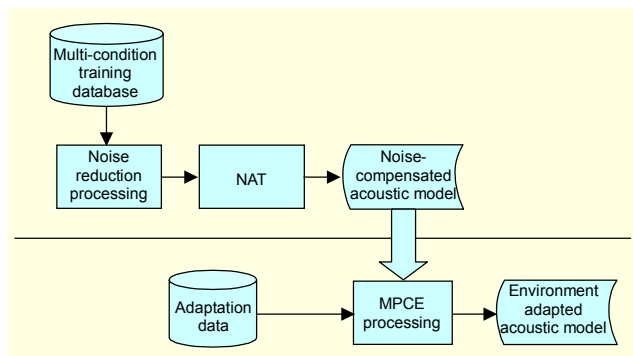 Multi-condition
training
database
Noise
reduction
processing
NAT
Noise-
compensated
acoustic model
Adaptation
data
MPCE
processing
Environment
adapted
acoustic model